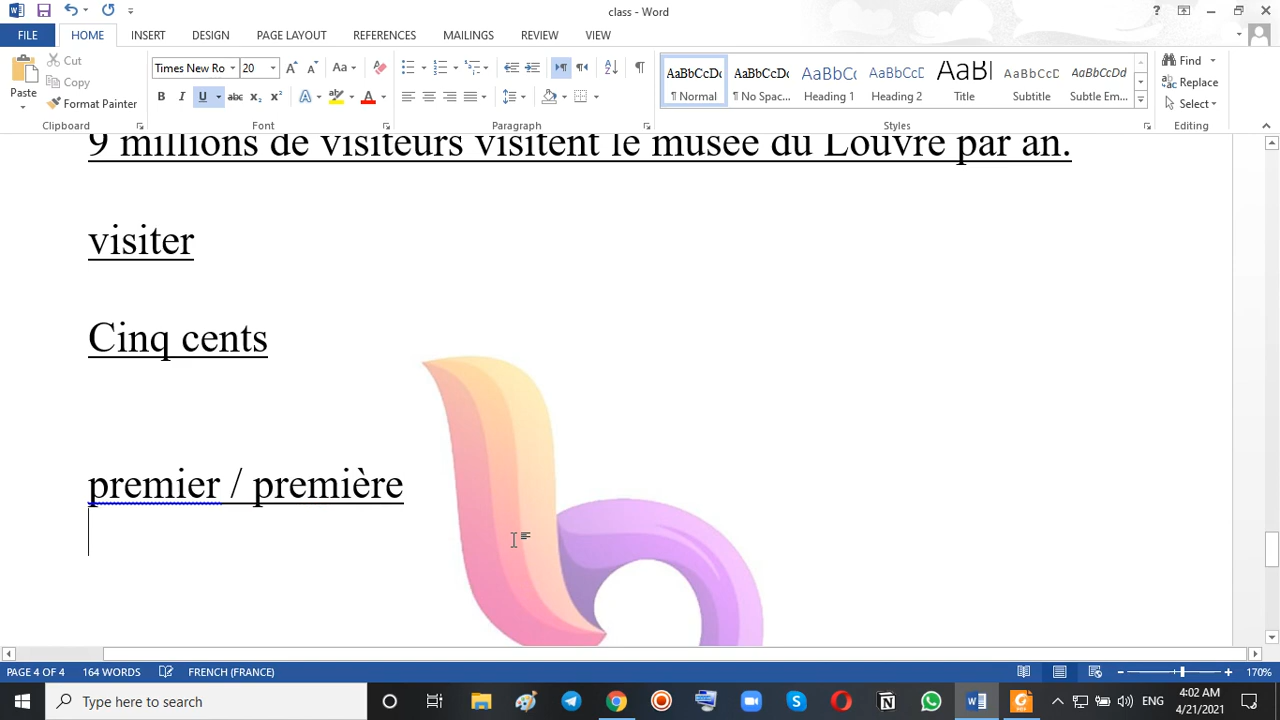 class - Word
FILE HOME INSERT DESIGN PAGE LAYOUT REFERENCES MAILINGS REVIEW VIEW
Paste Cut Copy Format Painter
Times New Ro 20
AaBbCcDc AaBbCcDc AaBbC AaBbCcD AaBI AaBbCcD AaBbCcDd
¶ Normal ¶ No Spac... Heading 1 Heading 2 Title Subtitle Subtle Em...
Find Replace Select
Clipboard Font Paragraph Styles Editing
9 millions de visiteurs visitent le musée du Louvre par an.
visiter
Cinq cents
premier / première
PAGE 4 OF 4 164 WORDS FRENCH (FRANCE) 170%
Type here to search
ENG 4:02 AM
4/21/2021